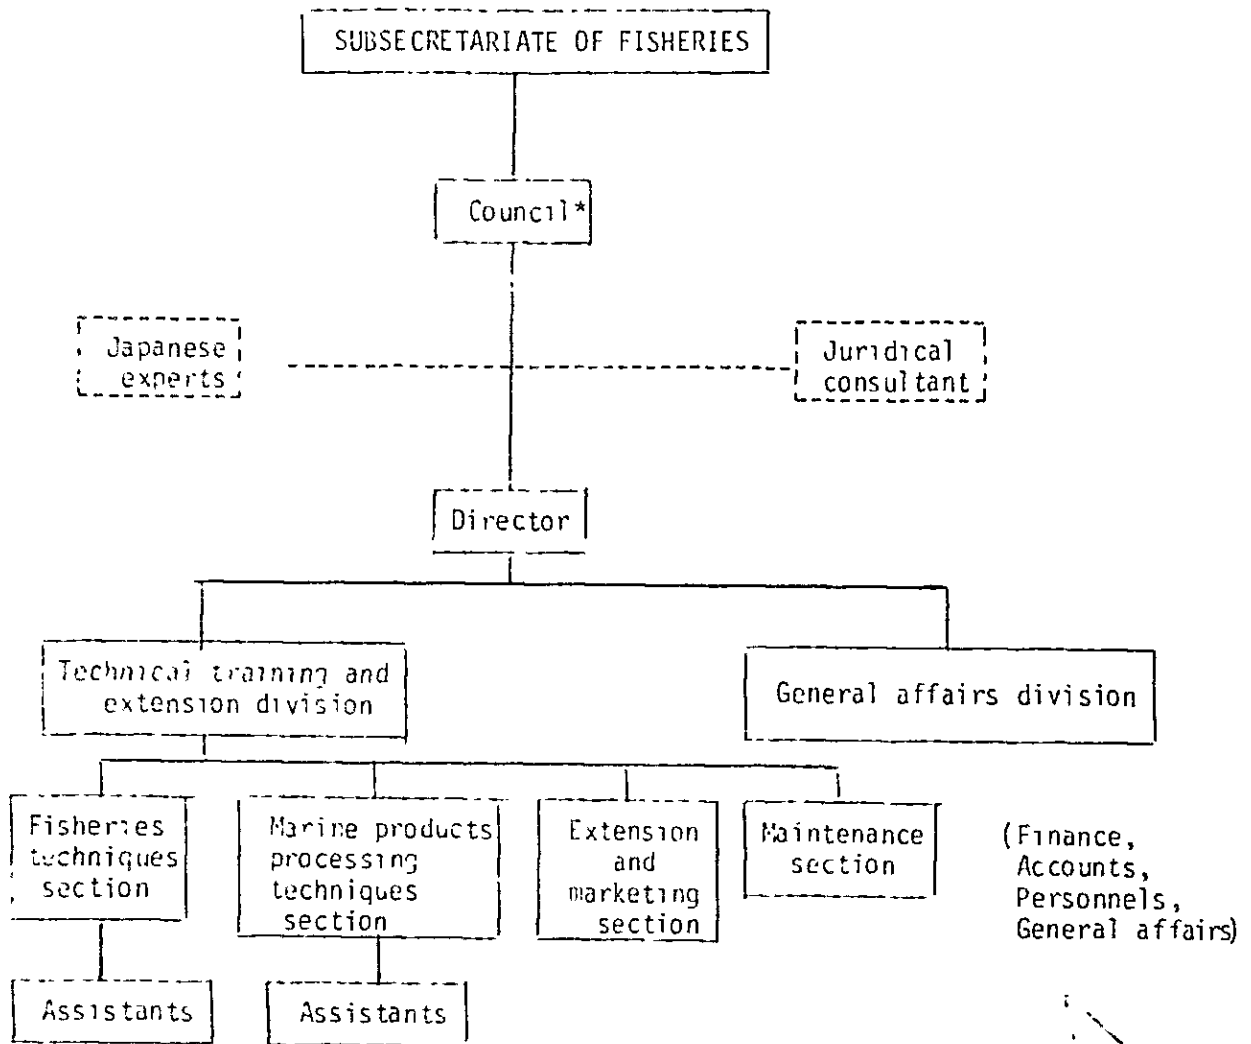 SUBSECRETARIATE OF FISHERIES
Council*
Japanese
experts
Juridical
consultant
Director
Technical training and
extension division
General affairs division
Fisheries
techniques
section
Marine products
processing
techniques
section
Extension
and
marketing
section
Maintenance
section
(Finance,
Accounts,
Personnels,
General affairs)
Assistants
Assistants